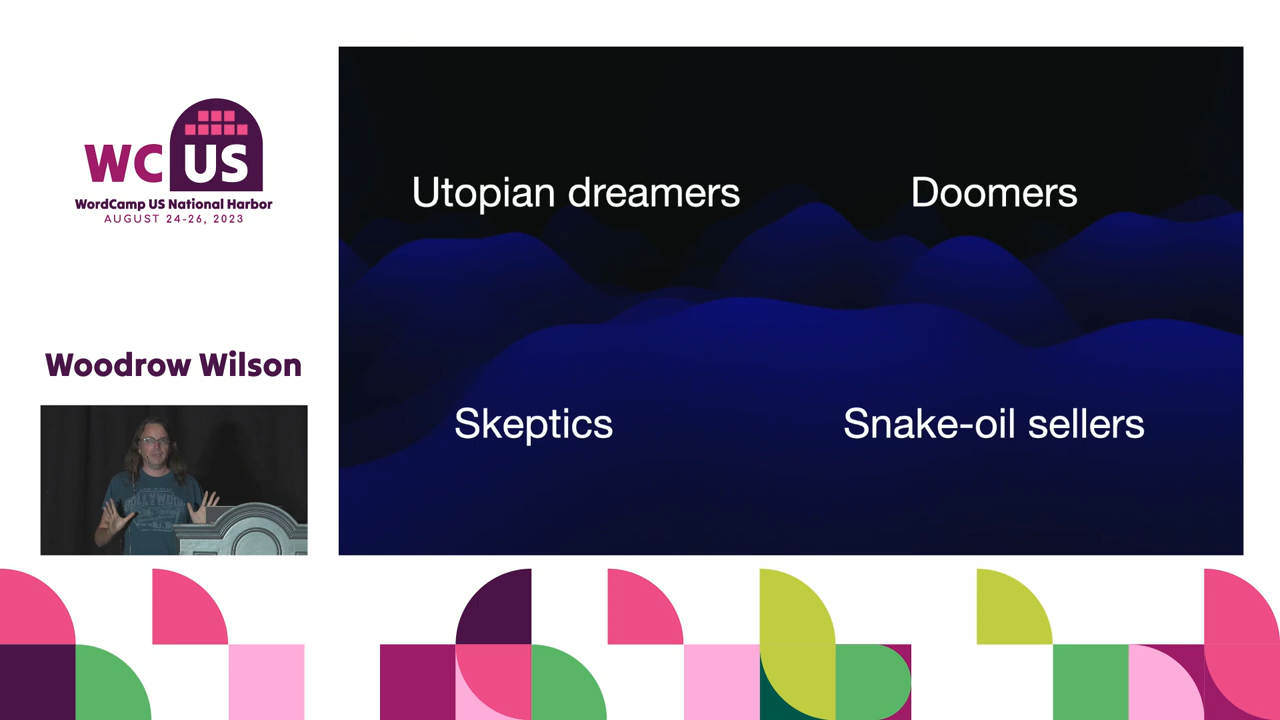 WC US
WordCamp US National Harbor
AUGUST 24-26, 2023
Woodrow Wilson
HOLLYWOOD
Utopian dreamers
Doomers
Skeptics
Snake-oil sellers